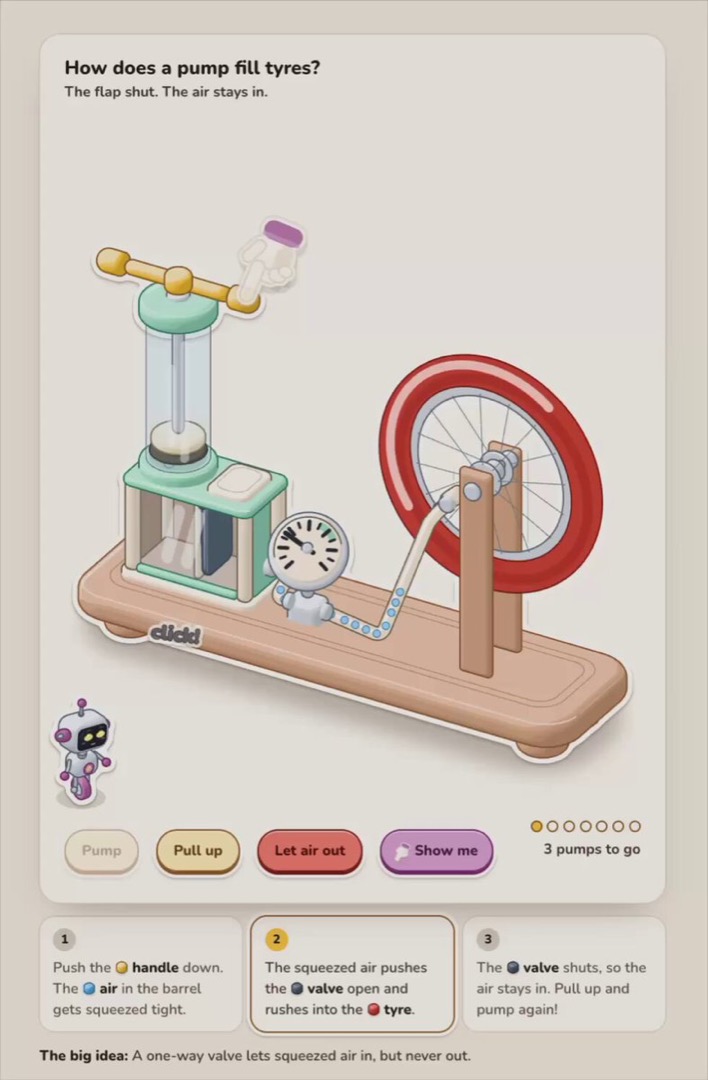 How does a pump fill tyres?
The flap shut. The air stays in.
click!
Pump
Pull up
Let air out
Show me
3 pumps to go
1
Push the handle down.
The air in the barrel
gets squeezed tight.
2
The squeezed air pushes
the valve open and
rushes into the tyre.
3
The valve shuts, so the
air stays in. Pull up and
pump again!
The big idea: A one-way valve lets squeezed air in, but never out.